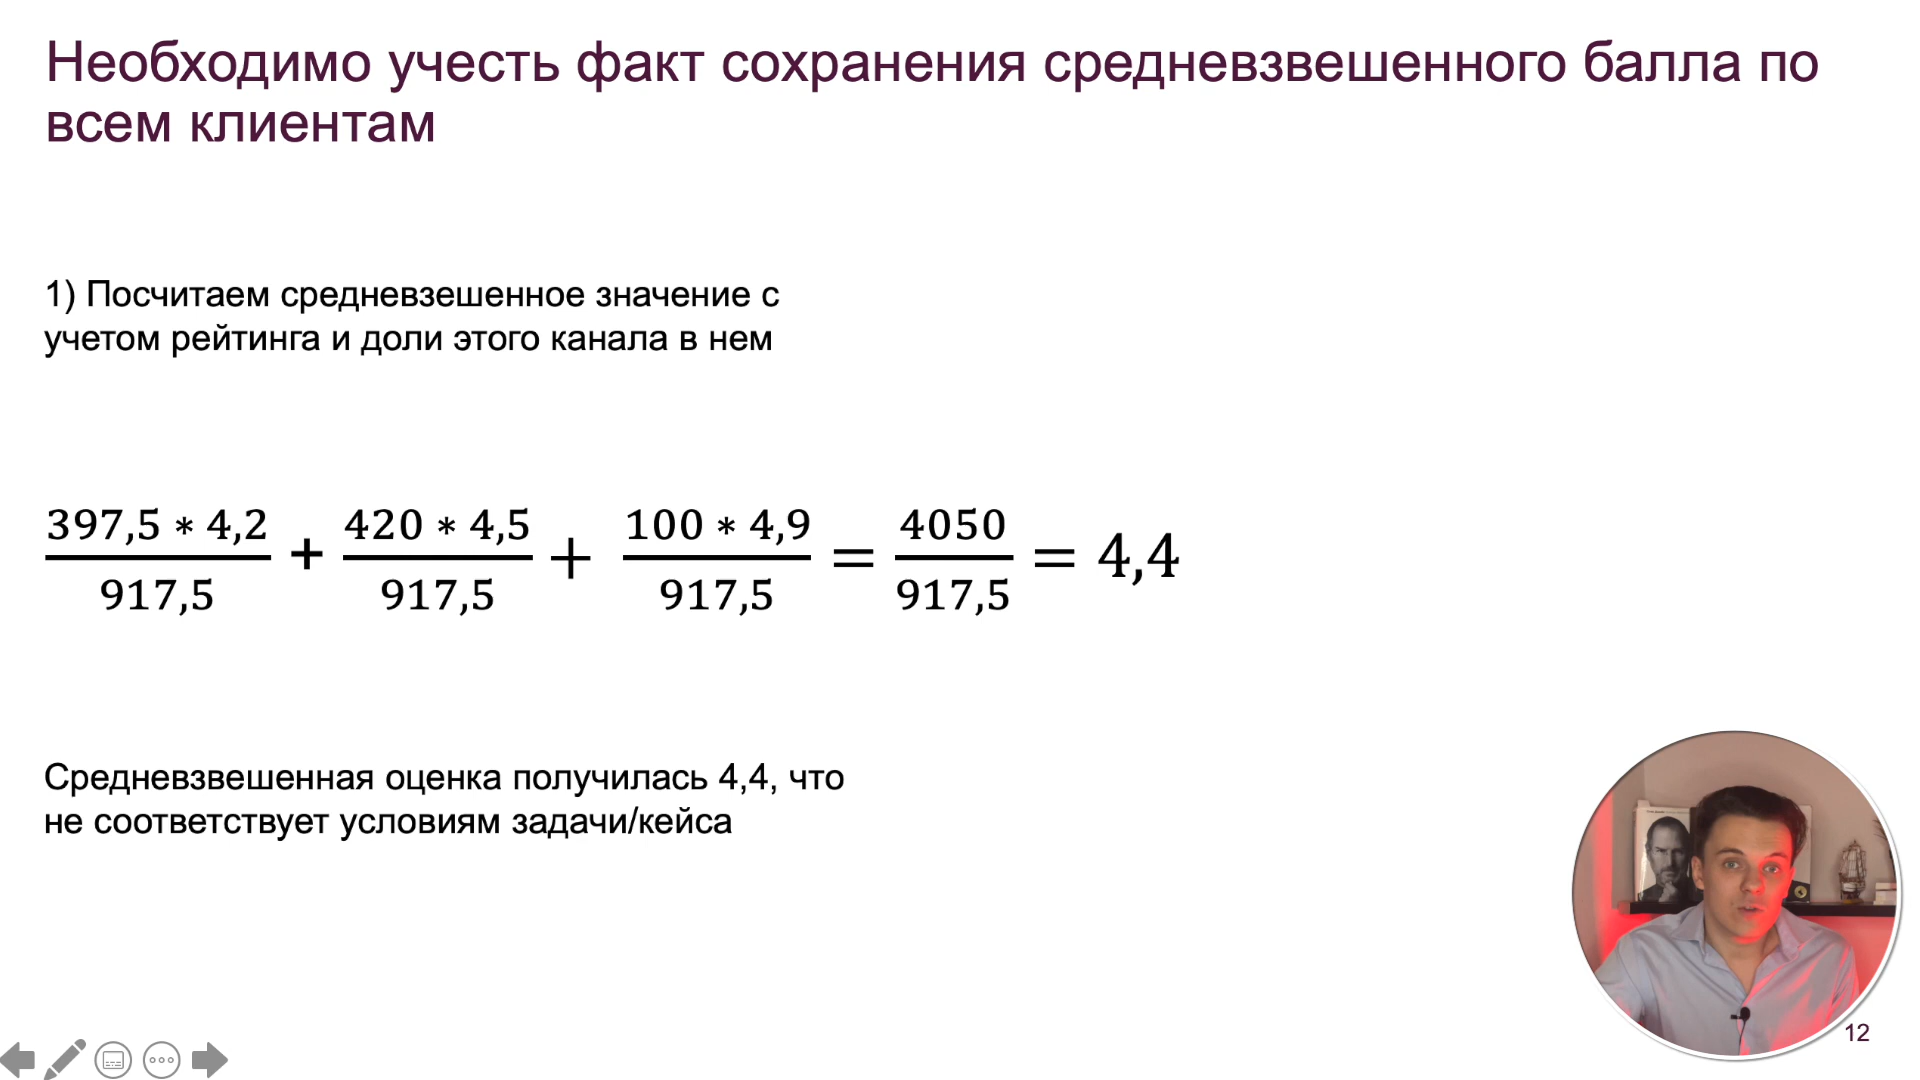 Необходимо учесть факт сохранения средневзвешенного балла по
всем клиентам
1) Посчитаем средневзешенное значение с
учетом рейтинга и доли этого канала в нем
397,5 * 4,2 / 917,5 + 420 * 4,5 / 917,5 + 100 * 4,9 / 917,5 = 4050 / 917,5 = 4,4
Средневзвешенная оценка получилась 4,4, что
не соответствует условиям задачи/кейса
12